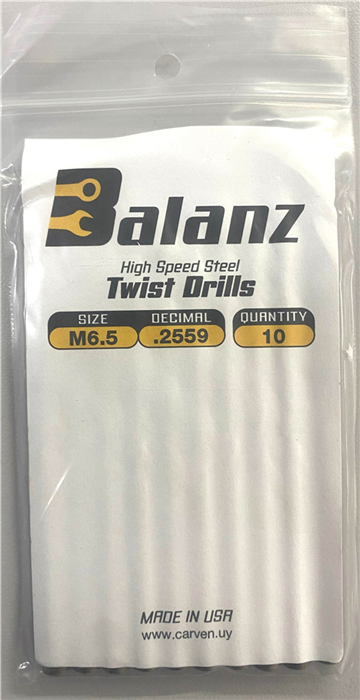 Balanz
High Speed Steel
Twist Drills
SIZE DECIMAL QUANTITY
M6.5 .2559 10
MADE IN USA
www.carven.uy